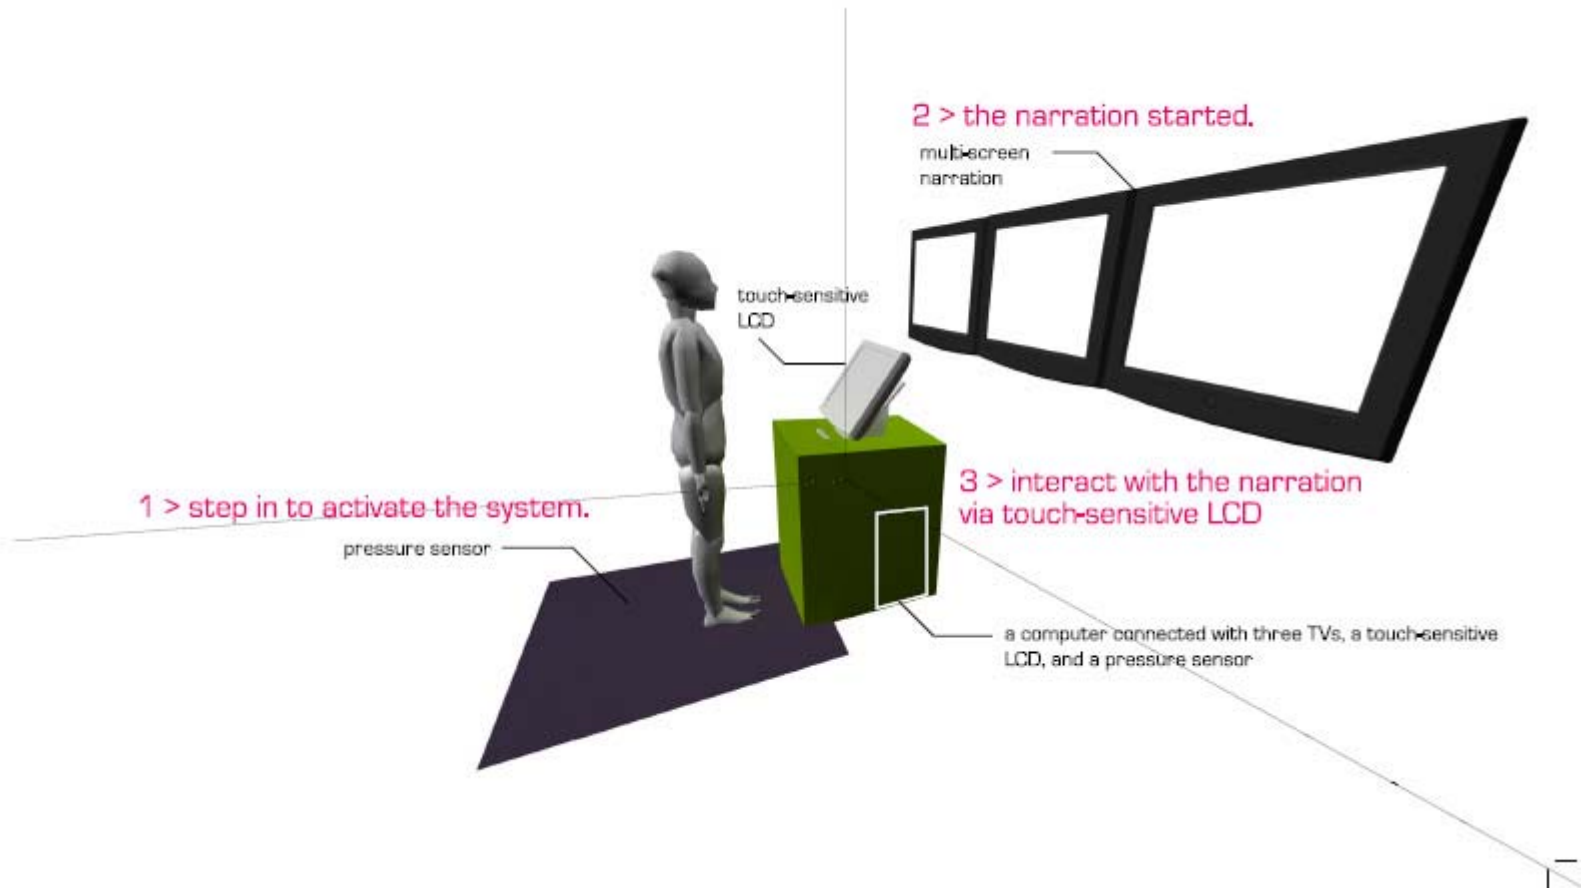 2 > the narration started.
multi-screen
narration
touch-sensitive
LCD
3 > interact with the narration
via touch-sensitive LCD
1 > step in to activate the system.
pressure sensor
a computer connected with three TVs, a touch-sensitive
LCD, and a pressure sensor